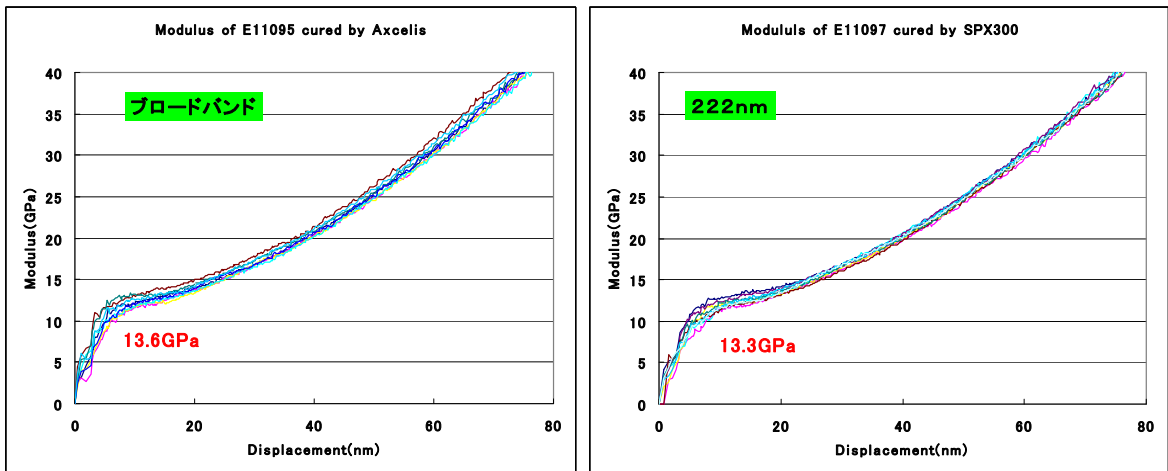 Modulus of E11095 cured by Axcelis
ブロードバンド
13.6GPa
Modulus(GPa)
40
35
30
25
20
15
10
5
0
0 20 40 60 80
Displacement(nm)
Modululs of E11097 cured by SPX300
222nm
13.3GPa
Modulus(GPa)
40
35
30
25
20
15
10
5
0
0 20 40 60 80
Displacement(nm)